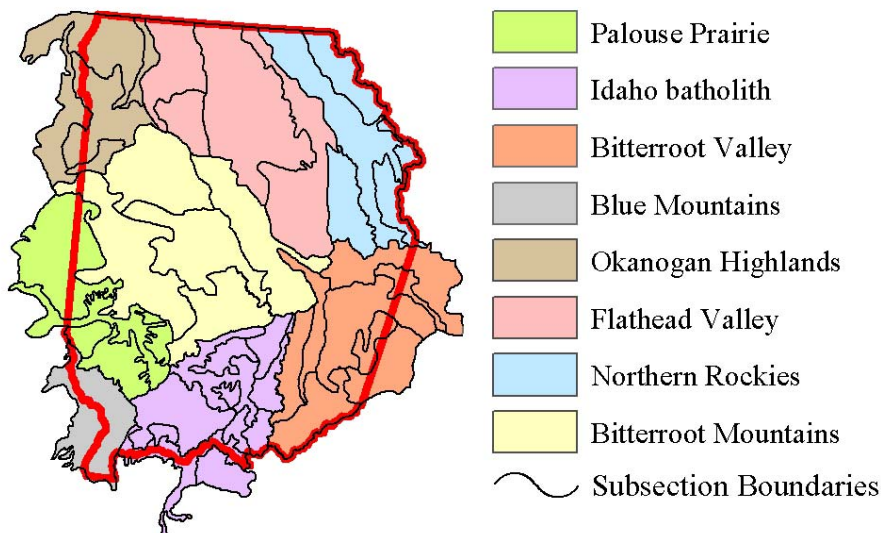 Palouse Prairie
Idaho batholith
Bitterroot Valley
Blue Mountains
Okanogan Highlands
Flathead Valley
Northern Rockies
Bitterroot Mountains
Subsection Boundaries